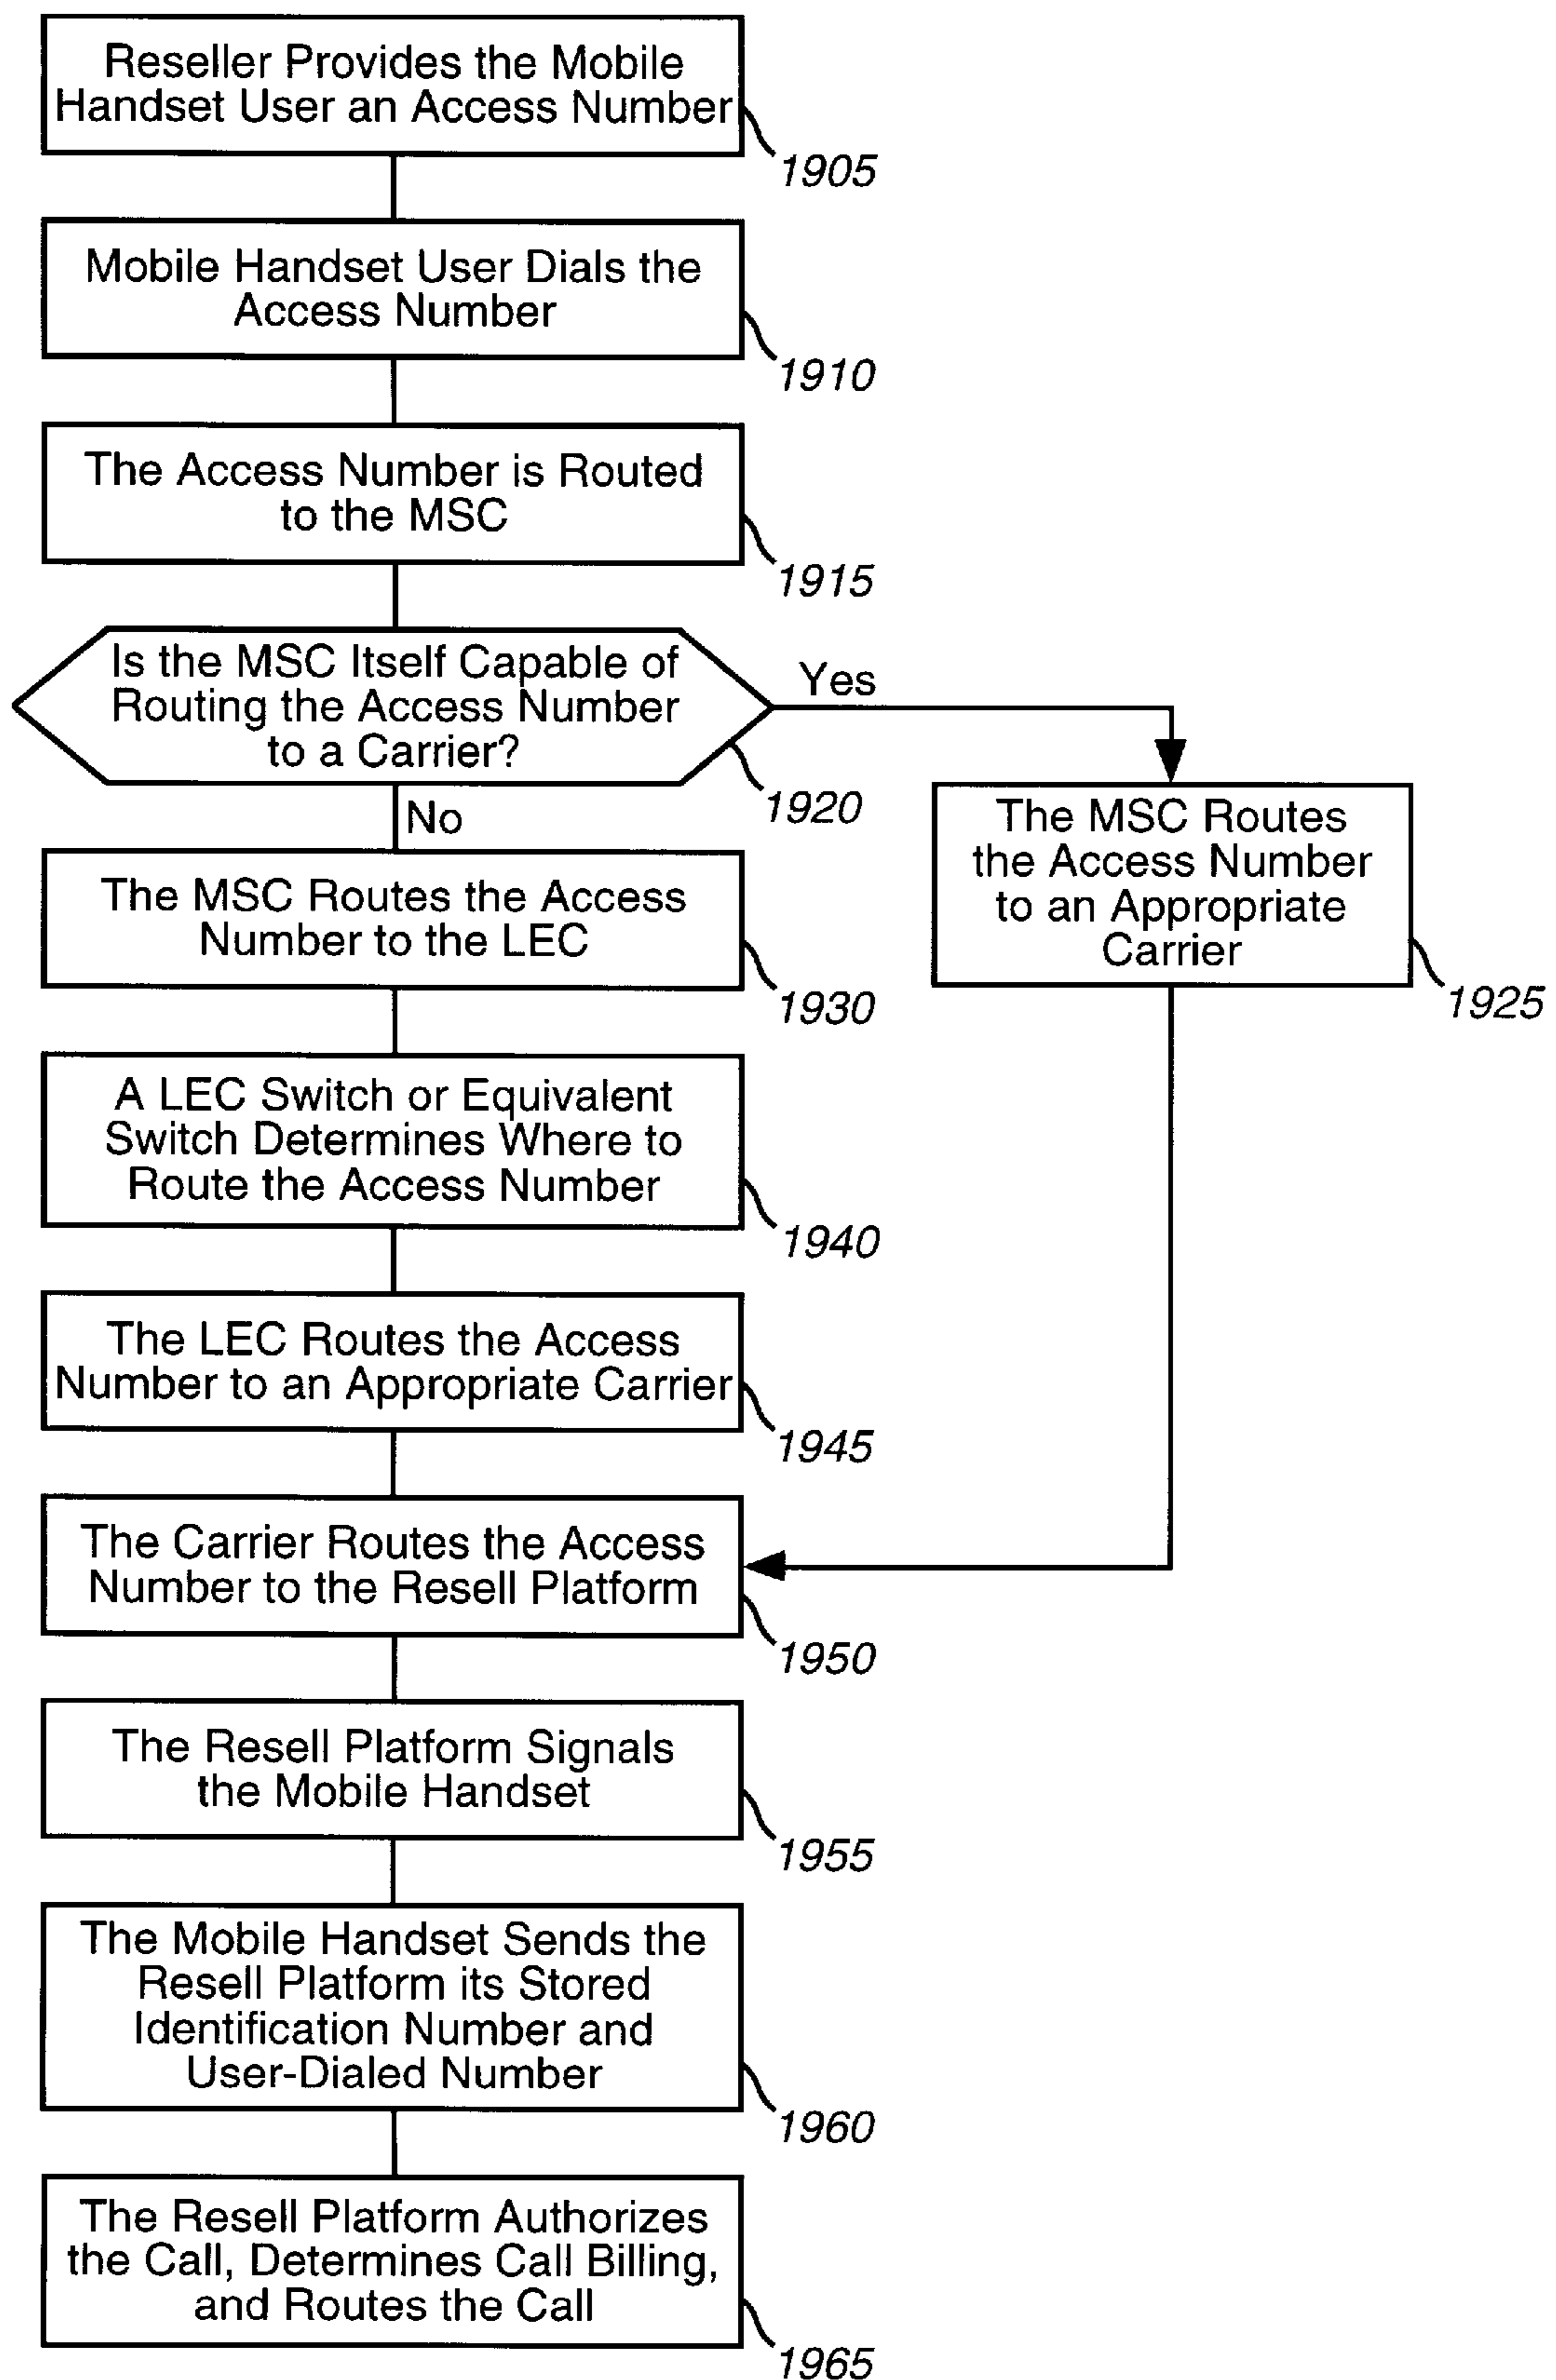 Reseller Provides the Mobile
Handset User an Access Number
1905
Mobile Handset User Dials the
Access Number
1910
The Access Number is Routed
to the MSC
1915
Is the MSC Itself Capable of
Routing the Access Number
to a Carrier?
1920
Yes
The MSC Routes
the Access Number
to an Appropriate
Carrier
1925
No
The MSC Routes the Access
Number to the LEC
1930
A LEC Switch or Equivalent
Switch Determines Where to
Route the Access Number
1940
The LEC Routes the Access
Number to an Appropriate Carrier
1945
The Carrier Routes the Access
Number to the Resell Platform
1950
The Resell Platform Signals
the Mobile Handset
1955
The Mobile Handset Sends the
Resell Platform its Stored
Identification Number and
User-Dialed Number
1960
The Resell Platform Authorizes
the Call, Determines Call Billing,
and Routes the Call
1965